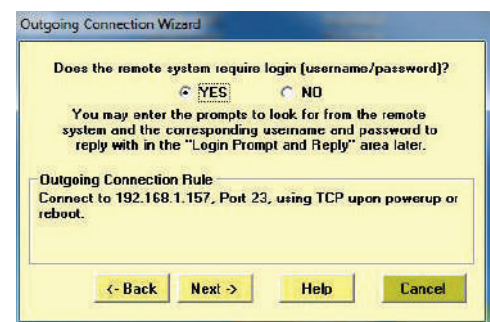 Outgoing Connection Wizard
Does the remote system require login (username/password)?
YES NO
You may enter the prompts to look for from the remote
system and the corresponding username and password to
reply with in the "Login Prompt and Reply" area later.
Outgoing Connection Rule
Connect to 192.168.1.157, Port 23, using TCP upon powerup or
reboot.
<- Back Next -> Help Cancel